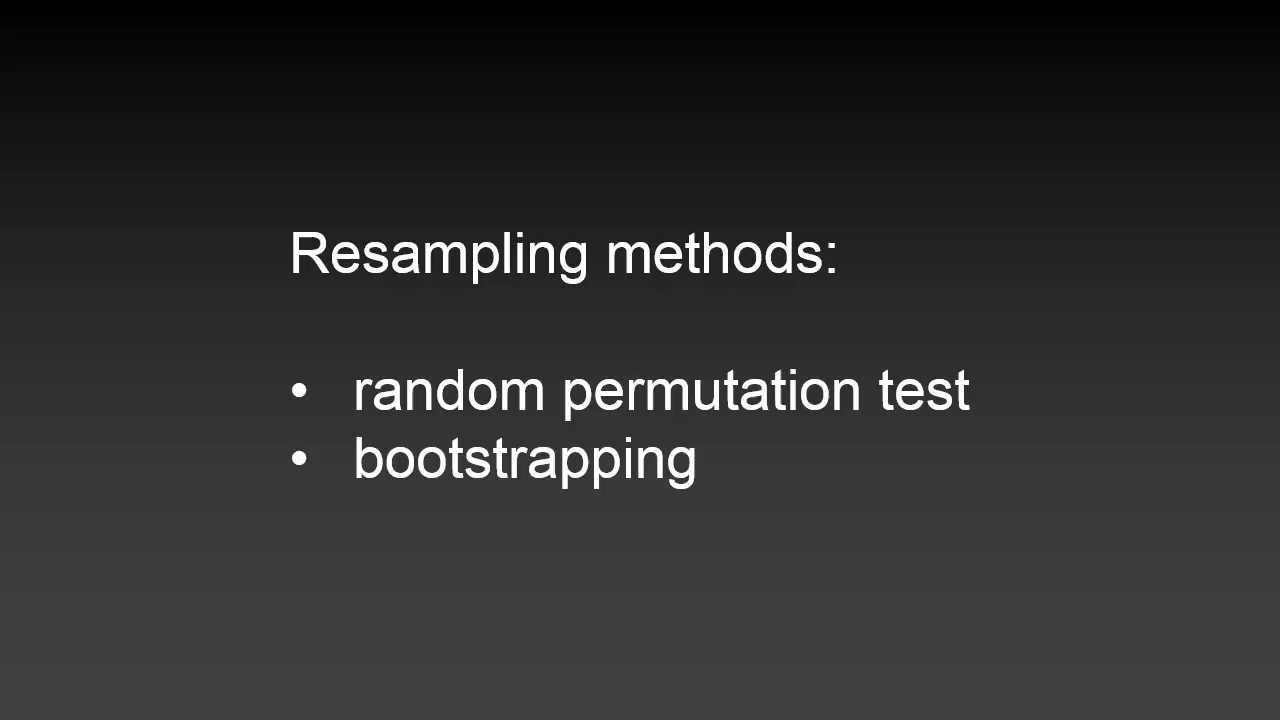 Resampling methods:
• random permutation test
• bootstrapping